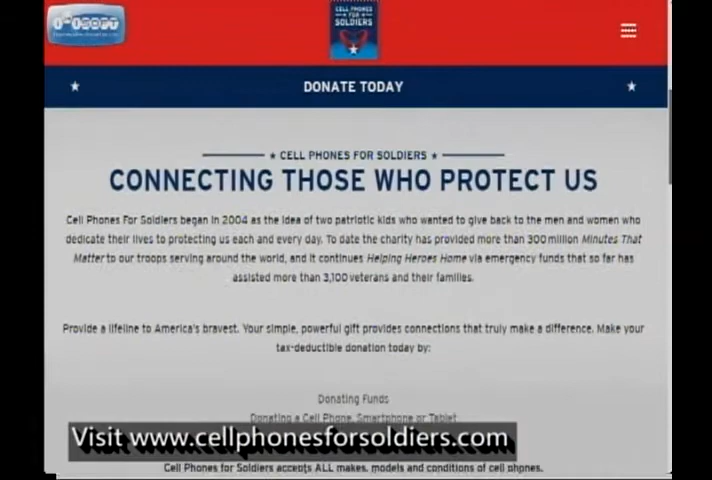 CELL PHONES
FOR
SOLDIERS
DONATE TODAY
CELL PHONES FOR SOLDIERS
CONNECTING THOSE WHO PROTECT US
Cell Phones For Soldiers began in 2004 as the idea of two patriotic kids who wanted to give back to the men and women who
dedicate their lives to protecting us each and every day. To date the charity has provided more than 300 million Minutes That
Matter to our troops serving around the world, and it continues Helping Heroes Home via emergency funds that so far has
assisted more than 3,100 veterans and their families.
Provide a lifeline to America's bravest. Your simple, powerful gift provides connections that truly make a difference. Make your
tax-deductible donation today by:
Donating Funds
Donating a Cell Phone, Smartphone or Tablet
Visit www.cellphonesforsoldiers.com
Cell Phones for Soldiers accepts ALL makes, models and conditions of cell phones.